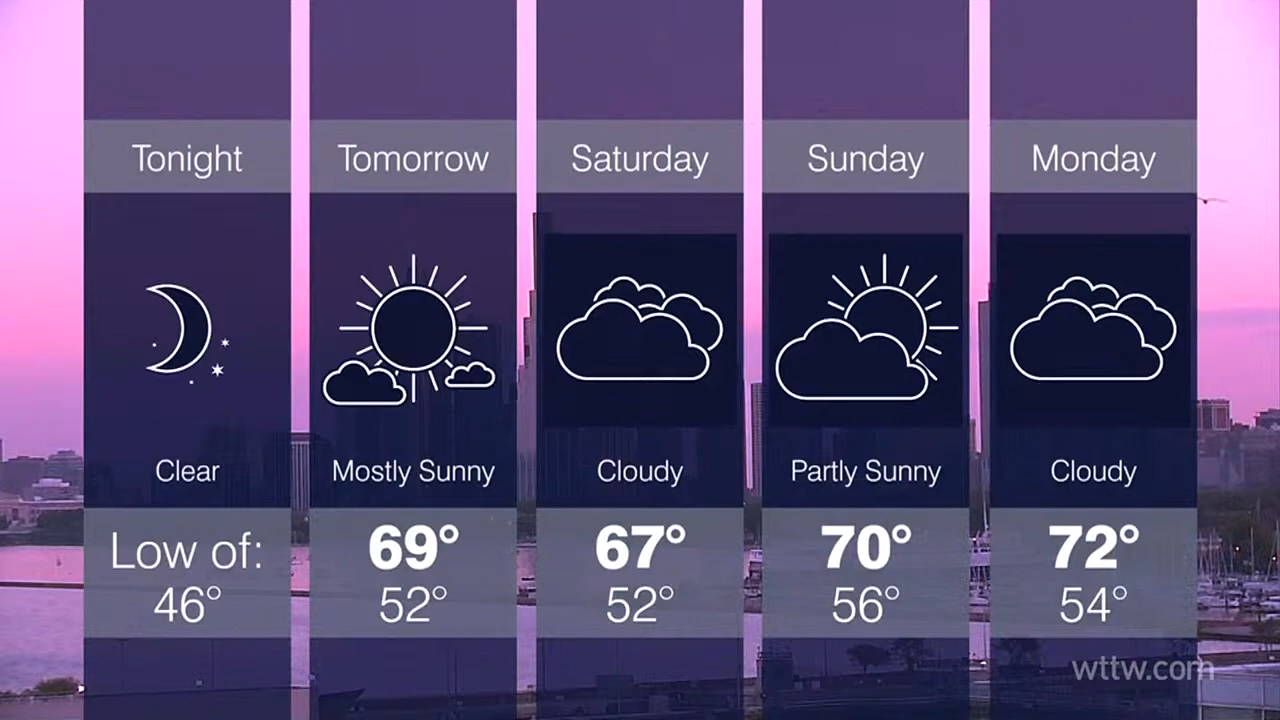 Tonight
Clear
Low of:
46°
Tomorrow
Mostly Sunny
69°
52°
Saturday
Cloudy
67°
52°
Sunday
Partly Sunny
70°
56°
Monday
Cloudy
72°
54°
wttw.com